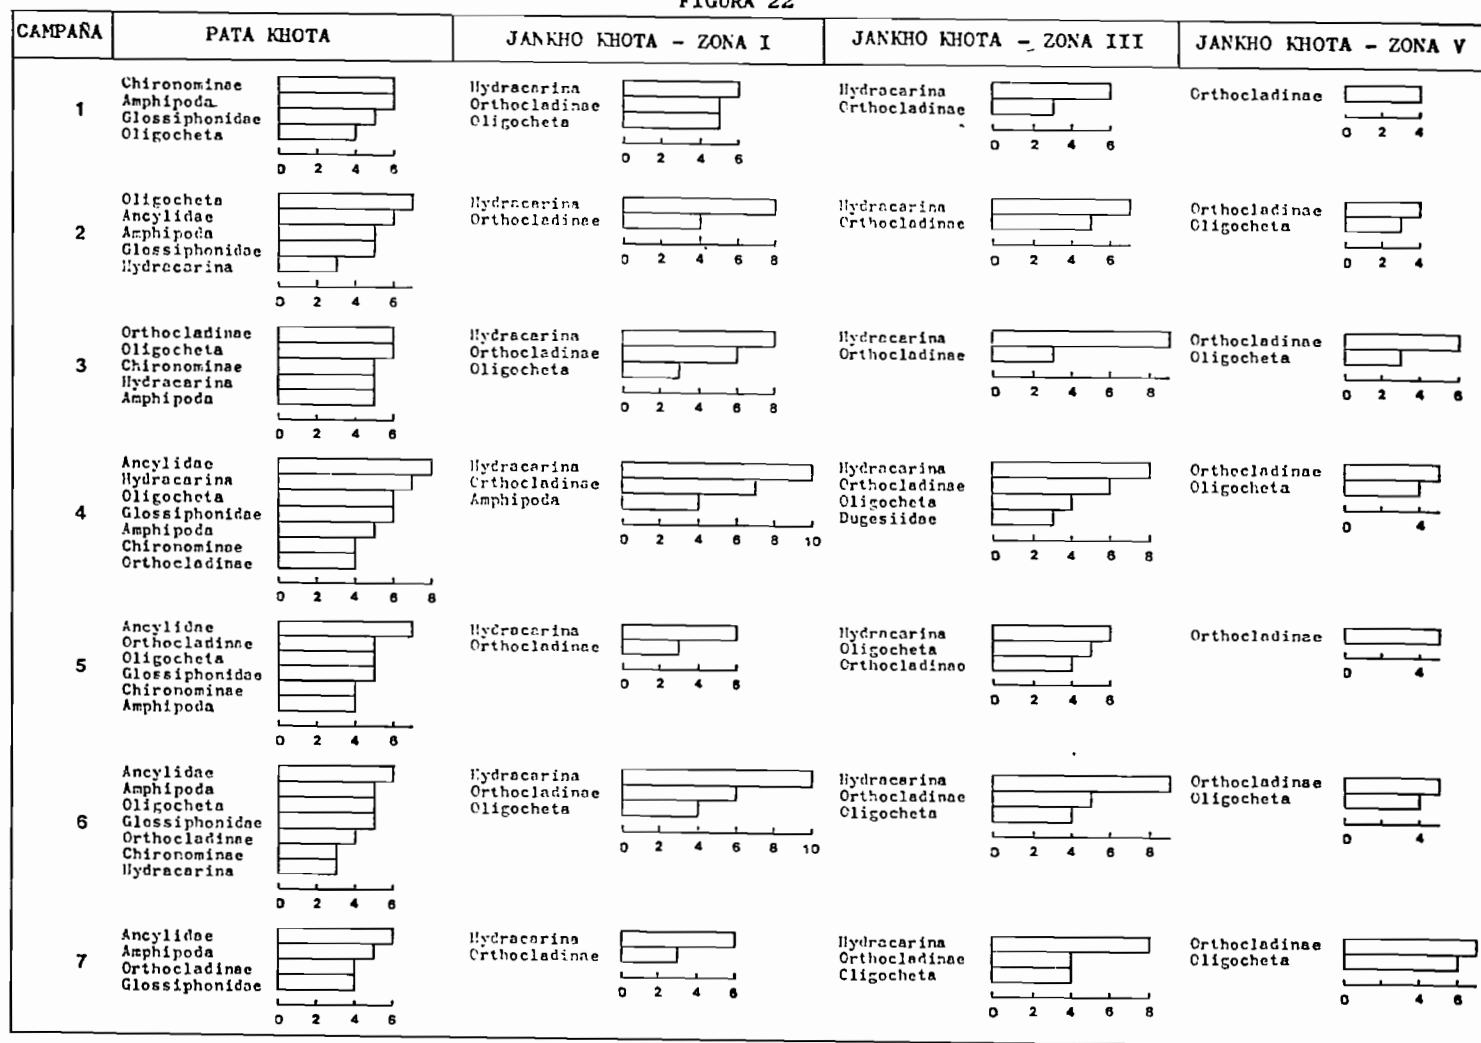 FIGURA 22
CAMPAÑA PATA KHOTA JANKHO KHOTA - ZONA I JANKHO KHOTA - ZONA III JANKHO KHOTA - ZONA V
1
Chironominae
Amphipoda
Glossiphonidae
Oligocheta
0 2 4 6
Hydracarina
Orthocladinae
Oligocheta
0 2 4 6
Hydracarina
Orthocladinae
0 2 4 6
Orthocladinae
0 2 4
2
Oligocheta
Ancylidae
Amphipoda
Glossiphonidae
Hydracarina
0 2 4 6
Hydracarina
Orthocladinae
0 2 4 6 8
Hydracarina
Orthocladinae
0 2 4 6
Orthocladinae
Oligocheta
0 2 4
3
Orthocladinae
Oligocheta
Chironominae
Hydracarina
Amphipoda
0 2 4 6
Hydracarina
Orthocladinae
Oligocheta
0 2 4 6 8
Hydracarina
Orthocladinae
0 2 4 6 8
Orthocladinae
Oligocheta
0 2 4 6
4
Ancylidae
Hydracarina
Oligocheta
Glossiphonidae
Amphipoda
Chironominae
Orthocladinae
0 2 4 6 8
Hydracarina
Orthocladinae
Amphipoda
0 2 4 6 8 10
Hydracarina
Orthocladinae
Oligocheta
Dugesiidae
0 2 4 6 8
Orthocladinae
Oligocheta
0 4
5
Ancylidae
Orthocladinae
Oligocheta
Glossiphonidae
Chironominae
Amphipoda
0 2 4 6
Hydracarina
Orthocladinae
0 2 4 6
Hydracarina
Oligocheta
Orthocladinae
0 2 4 6
Orthocladinae
0 4
6
Ancylidae
Amphipoda
Oligocheta
Glossiphonidae
Orthocladinae
Chironominae
Hydracarina
0 2 4 6
Hydracarina
Orthocladinae
Oligocheta
0 2 4 6 8 10
Hydracarina
Orthocladinae
Oligocheta
0 2 4 6 8
Orthocladinae
Oligocheta
0 4
7
Ancylidae
Amphipoda
Orthocladinae
Glossiphonidae
0 2 4 6
Hydracarina
Orthocladinae
0 2 4 6
Hydracarina
Orthocladinae
Oligocheta
0 2 4 6 8
Orthocladinae
Oligocheta
0 2 4 6